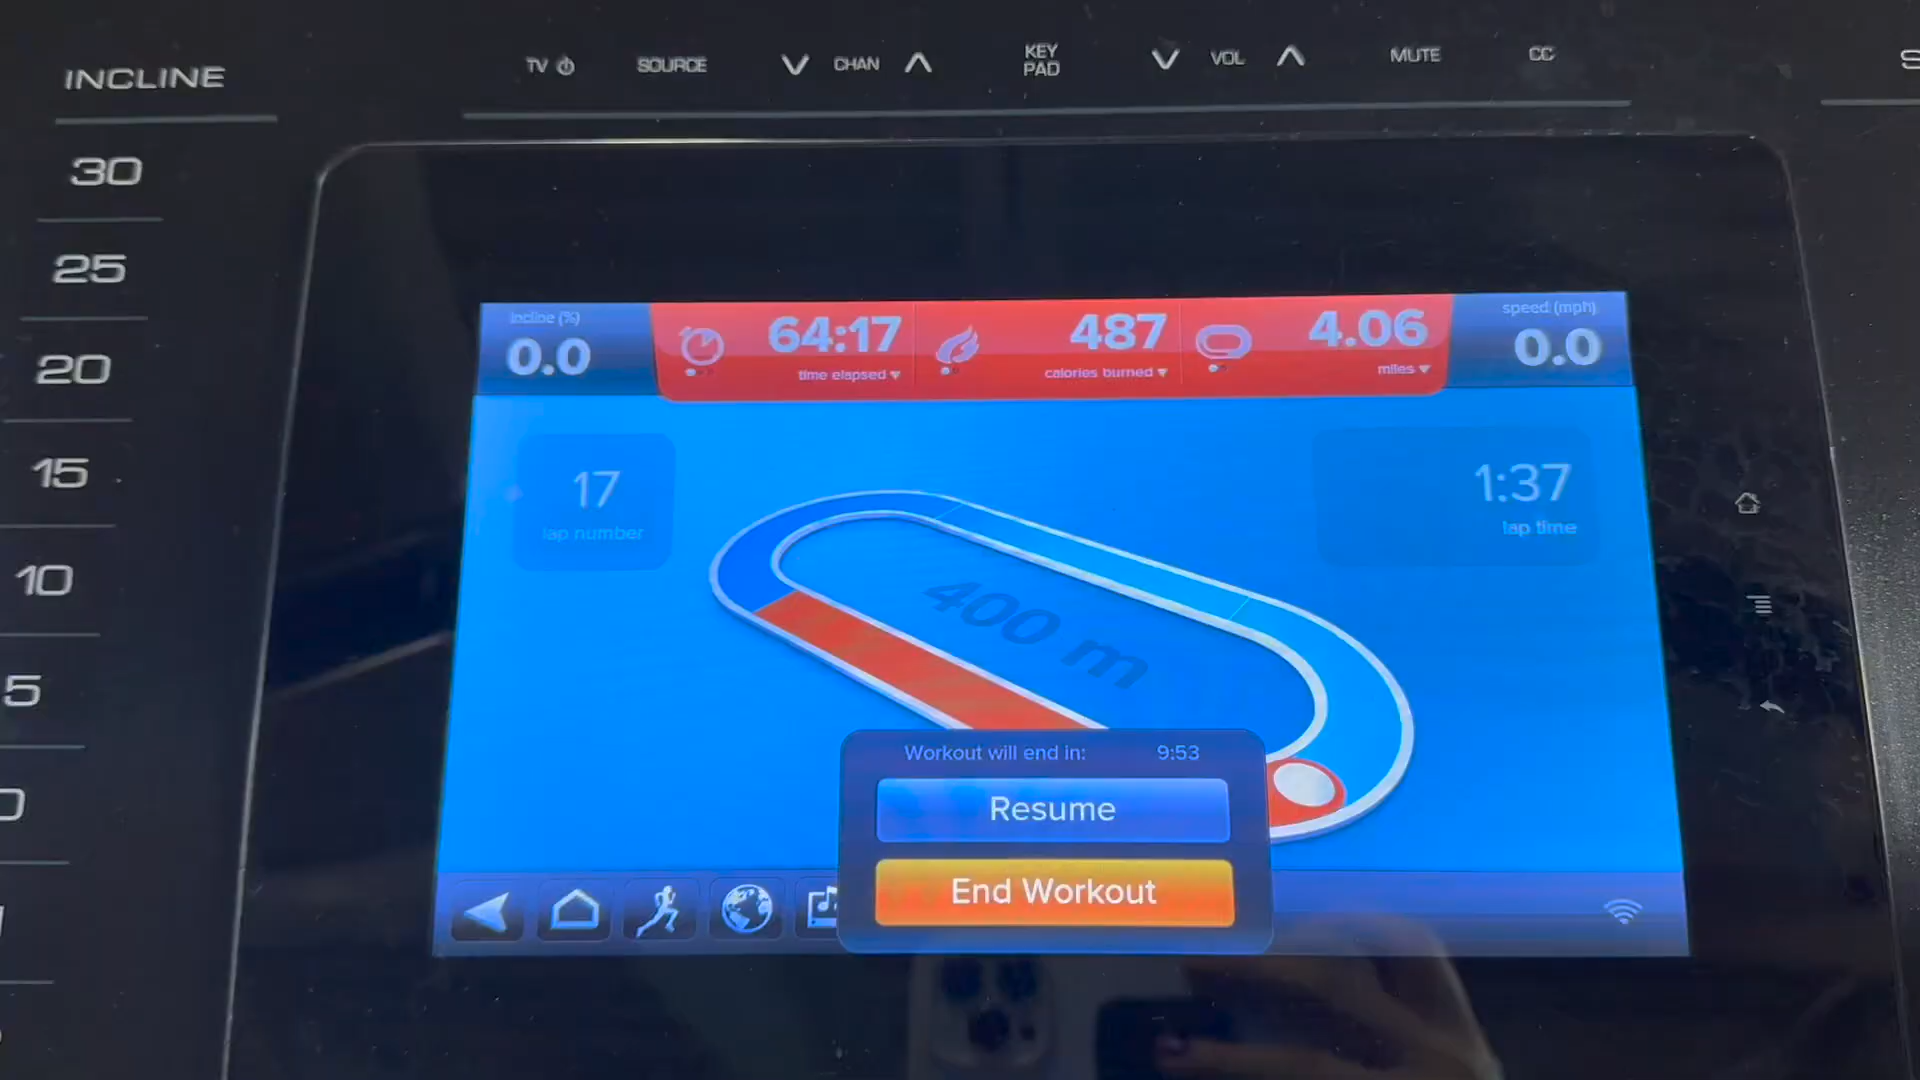 INCLINE
30
25
20
15
10
5
TV
SOURCE
CHAN
KEY
PAD
VOL
MUTE
CC
incline (%)
0.0
64:17
time elapsed
487
calories burned
4.06
miles
speed (mph)
0.0
17
lap number
1:37
lap time
400 m
Workout will end in: 9:53
Resume
End Workout